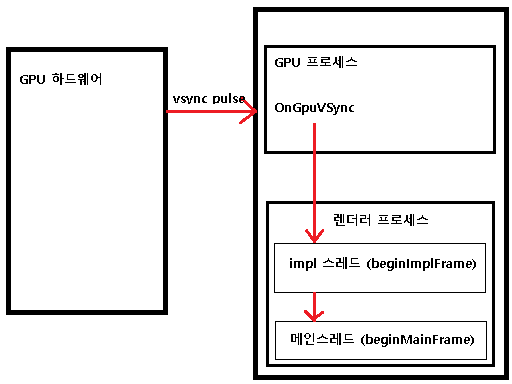 GPU 하드웨어
vsync pulse
GPU 프로세스
OnGpuVSync
렌더러 프로세스
impl 스레드 (beginImplFrame)
메인스레드 (beginMainFrame)